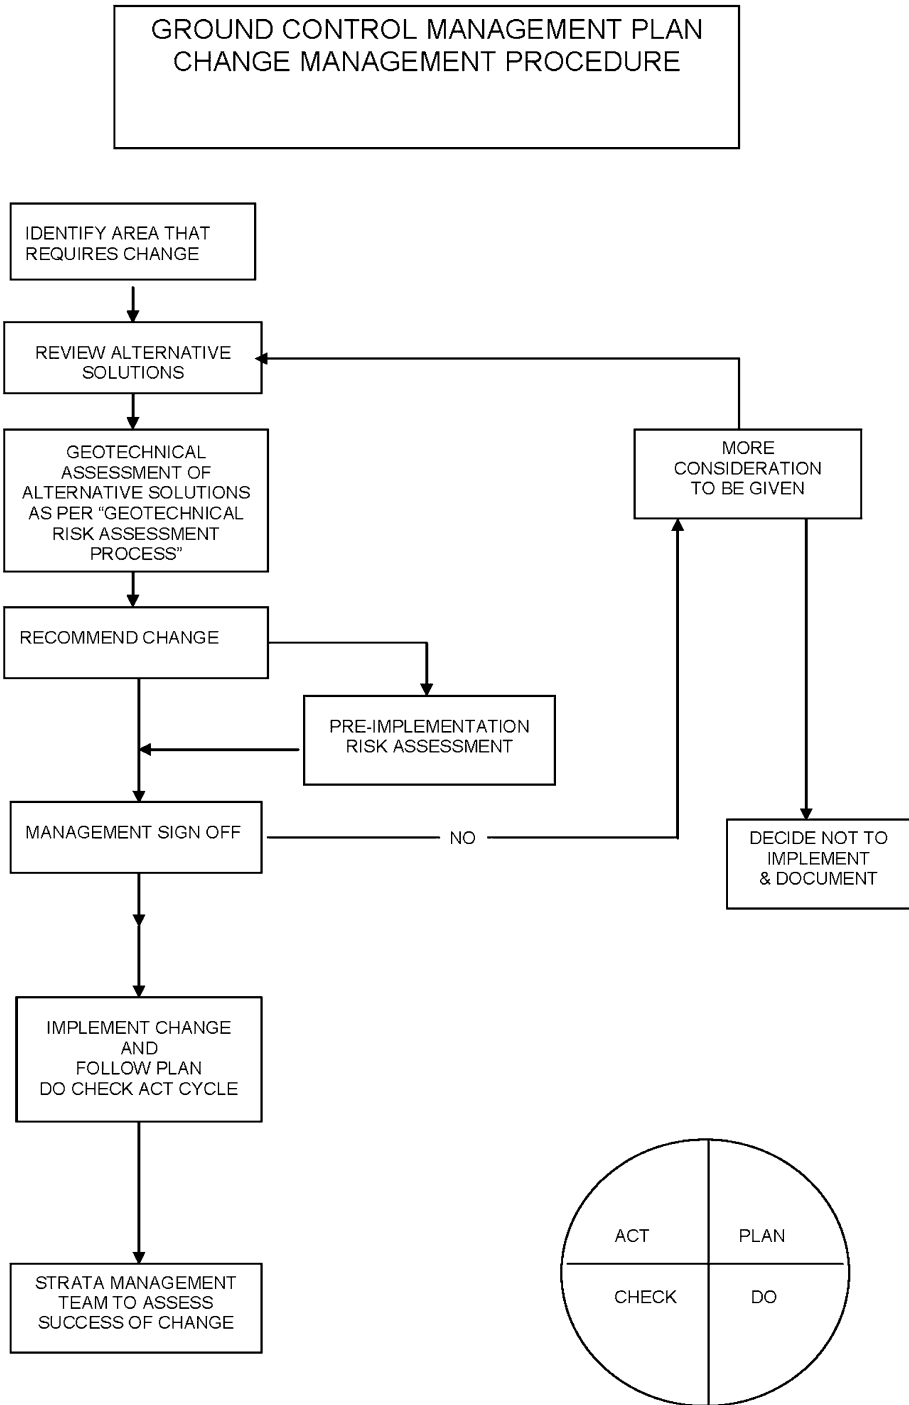 GROUND CONTROL MANAGEMENT PLAN
CHANGE MANAGEMENT PROCEDURE
IDENTIFY AREA THAT
REQUIRES CHANGE
REVIEW ALTERNATIVE
SOLUTIONS
GEOTECHNICAL
ASSESSMENT OF
ALTERNATIVE SOLUTIONS
AS PER “GEOTECHNICAL
RISK ASSESSMENT
PROCESS”
MORE
CONSIDERATION
TO BE GIVEN
RECOMMEND CHANGE
PRE-IMPLEMENTATION
RISK ASSESSMENT
MANAGEMENT SIGN OFF
NO
DECIDE NOT TO
IMPLEMENT
& DOCUMENT
IMPLEMENT CHANGE
AND
FOLLOW PLAN
DO CHECK ACT CYCLE
STRATA MANAGEMENT
TEAM TO ASSESS
SUCCESS OF CHANGE
ACT
PLAN
CHECK
DO